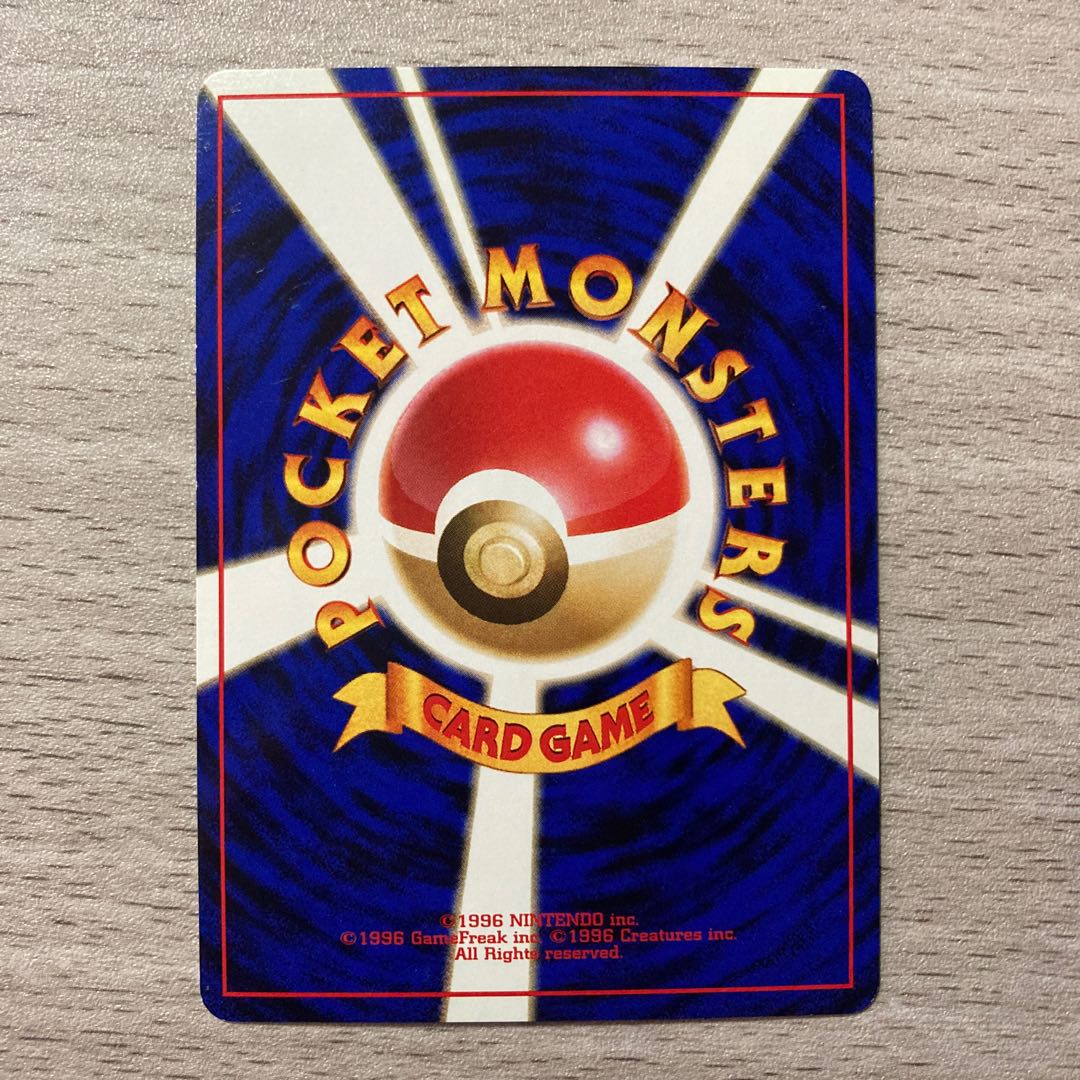 POCKET MONSTERS
CARD GAME
©1996 NINTENDO inc.
©1996 GameFreak inc. ©1996 Creatures inc.
All Rights reserved.